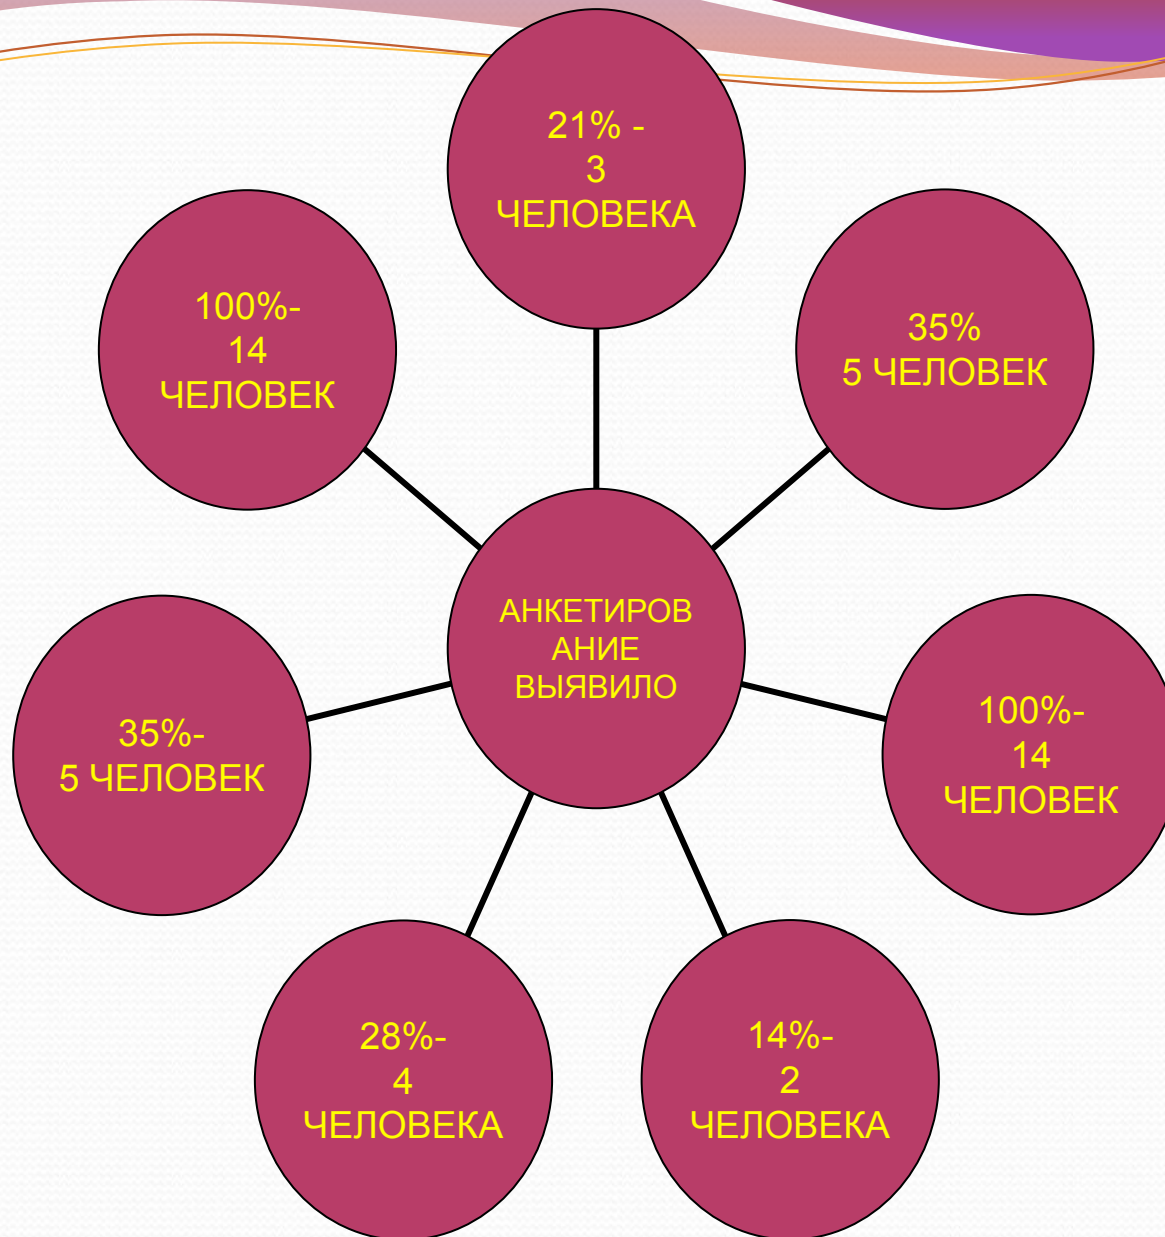 21% -
3
ЧЕЛОВЕКА
100%-
14
ЧЕЛОВЕК
35%
5 ЧЕЛОВЕК
АНКЕТИРОВ
АНИЕ
ВЫЯВИЛО
35%-
5 ЧЕЛОВЕК
100%-
14
ЧЕЛОВЕК
28%-
4
ЧЕЛОВЕКА
14%-
2
ЧЕЛОВЕКА